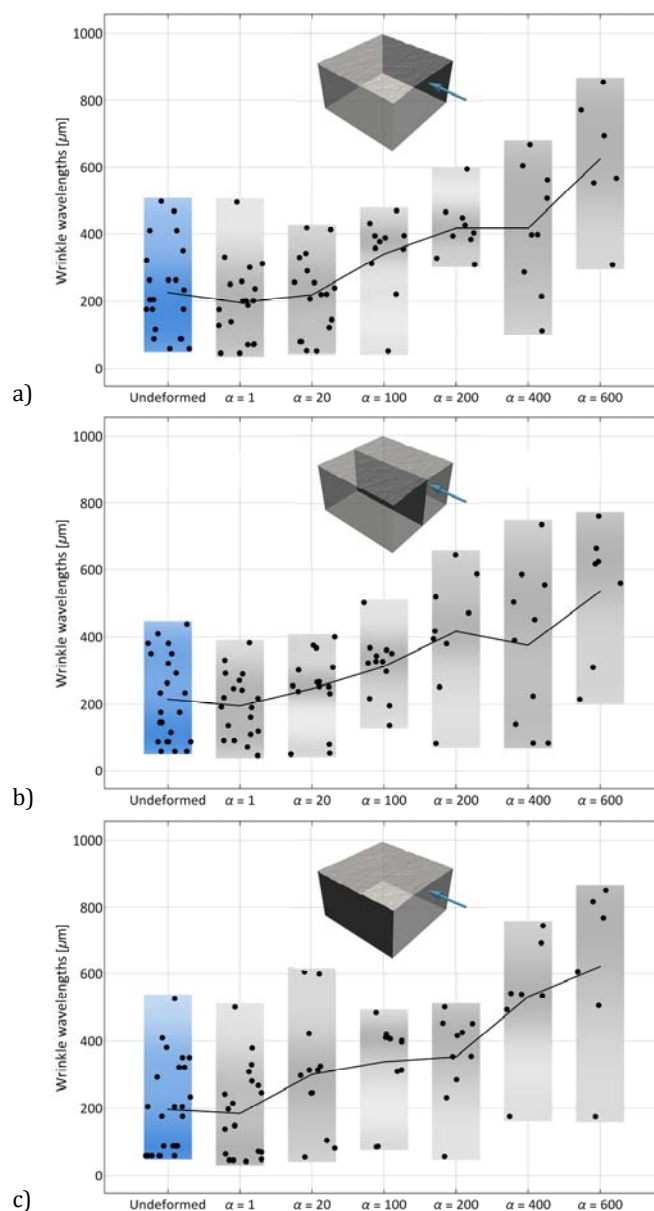 1000
800
600
400
200
0
Wrinkle wavelengths [µm]
Undeformed α = 1 α = 20 α = 100 α = 200 α = 400 α = 600
a)
1000
800
600
400
200
0
Wrinkle wavelengths [µm]
Undeformed α = 1 α = 20 α = 100 α = 200 α = 400 α = 600
b)
1000
800
600
400
200
0
Wrinkle wavelengths [µm]
Undeformed α = 1 α = 20 α = 100 α = 200 α = 400 α = 600
c)